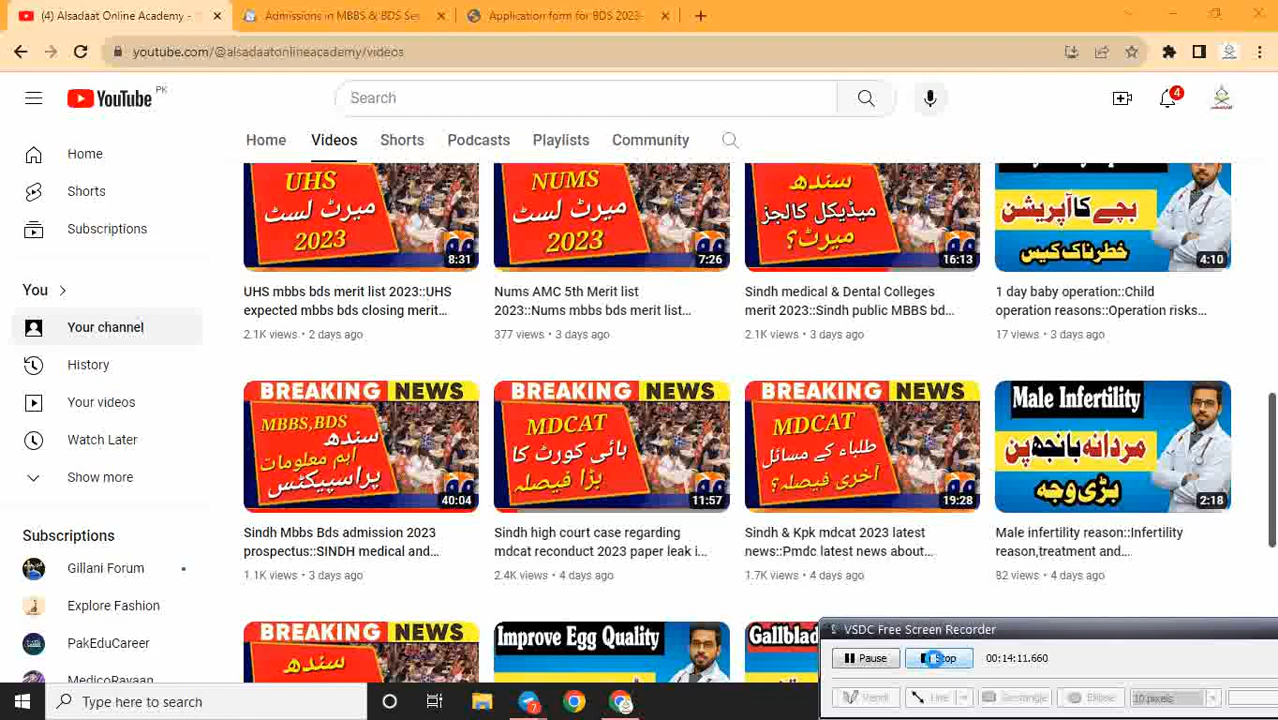 (4) Alsadaat Online Academy -
Admissions in MBBS & BDS Ses
Application form for BDS 2023-
youtube.com/@alsadaatonlineacademy/videos
YouTube PK
Search
4
Home
Videos
Shorts
Podcasts
Playlists
Community
Home
Shorts
Subscriptions
You
Your channel
History
Your videos
Watch Later
Show more
Subscriptions
Gillani Forum
Explore Fashion
PakEduCareer
UHS
میرٹ لسٹ
2023
8:31
NUMS
میرٹ لسٹ
2023
7:26
سندھ
میڈیکل کالجز
میرٹ؟
16:13
بچے کا آپریشن
خطرناک کیس
4:10
UHS mbbs bds merit list 2023::UHS
expected mbbs bds closing merit...
2.1K views • 2 days ago
Nums AMC 5th Merit list
2023::Nums mbbs bds merit list...
377 views • 3 days ago
Sindh medical & Dental Colleges
merit 2023::Sindh public MBBS bd...
2.1K views • 3 days ago
1 day baby operation::Child
operation reasons::Operation risks...
17 views • 3 days ago
BREAKING NEWS
MBBS,BDS
سندھ
اہم معلومات
پراسپیکٹس
40:04
BREAKING NEWS
MDCAT
ہائی کورٹ کا
بڑا فیصلہ
11:57
BREAKING NEWS
MDCAT
طلباء کے مسائل
آخری فیصلہ؟
19:28
Male Infertility
مردانہ بانجھ پن
بڑی وجہ
2:18
Sindh Mbbs Bds admission 2023
prospectus::SINDH medical and...
1.1K views • 3 days ago
Sindh high court case regarding
mdcat reconduct 2023 paper leak i...
2.4K views • 4 days ago
Sindh & Kpk mdcat 2023 latest
news::Pmdc latest news about...
1.7K views • 4 days ago
Male infertility reason::Infertility
reason,treatment and...
82 views • 4 days ago
BREAKING NEWS
سندھ
Improve Egg Quality
Gallblad
VSDC Free Screen Recorder
Pause
Stop
00:14:11.660
Line
Rectangle
Ellipse
10 pixels
Type here to search
7